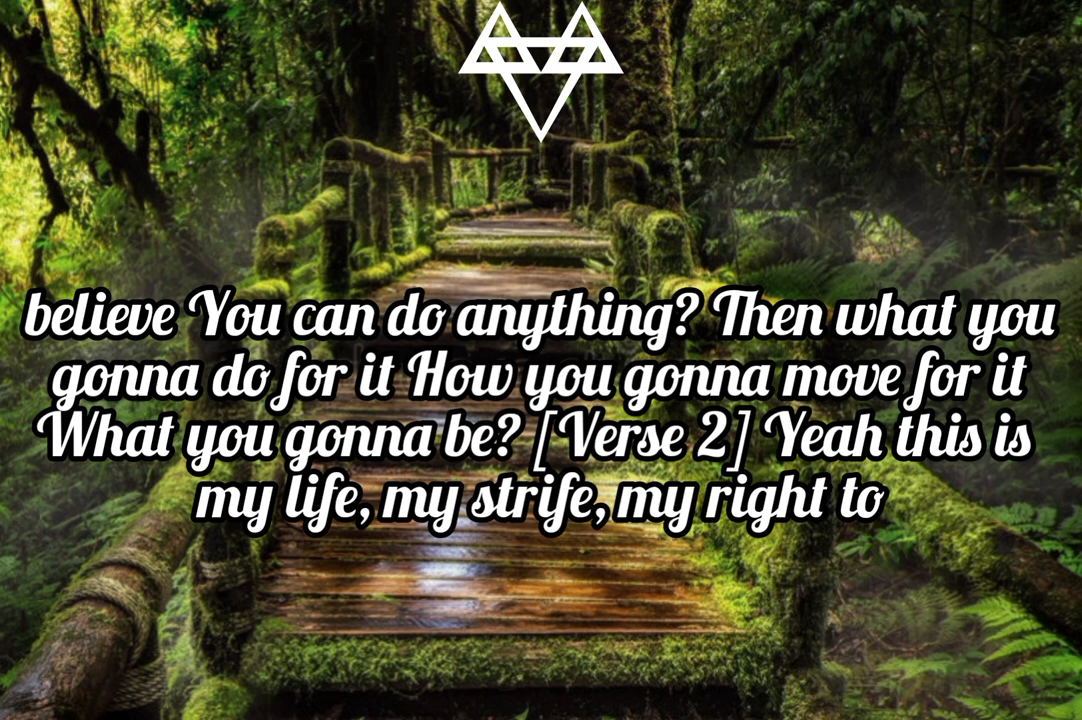 believe You can do anything? Then what you
gonna do for it How you gonna move for it
What you gonna be? [Verse 2] Yeah this is
my life, my strife, my right to